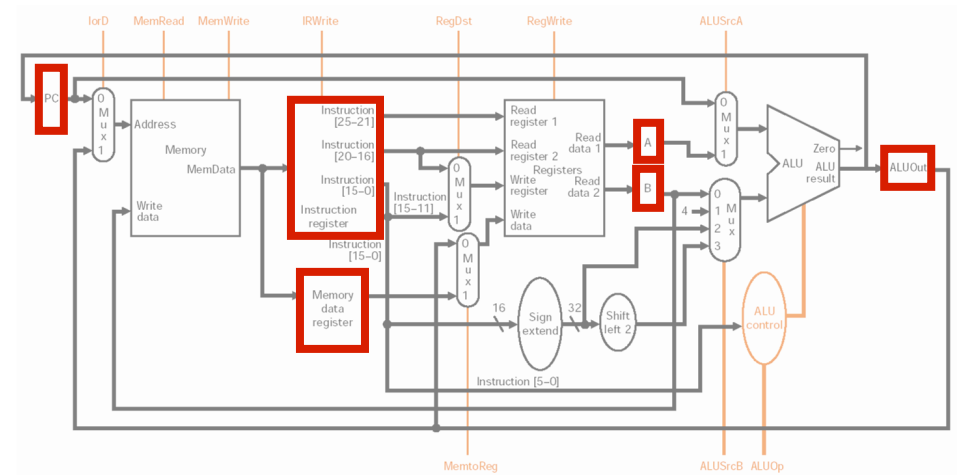 IorD MemRead MemWrite IRWrite RegDst RegWrite ALUSrcA
PC
0
M
u
x
1
Address
Memory
MemData
Write
data
Instruction
[25–21]
Instruction
[20–16]
Instruction
[15–0]
Instruction
register
Instruction
[15–0]
Memory
data
register
Instruction
[15–11]
0
M
u
x
1
0
M
u
x
1
Read
register 1
Read
register 2
Registers
Write
register
Write
data
Read
data 1
Read
data 2
A
B
4
0
M
u
x
1
0
1
2
3
M
u
x
Zero
ALU
ALU
result
ALUOut
16
Sign
extend
32
Shift
left 2
ALU
control
Instruction [5–0]
MemtoReg ALUSrcB ALUOp